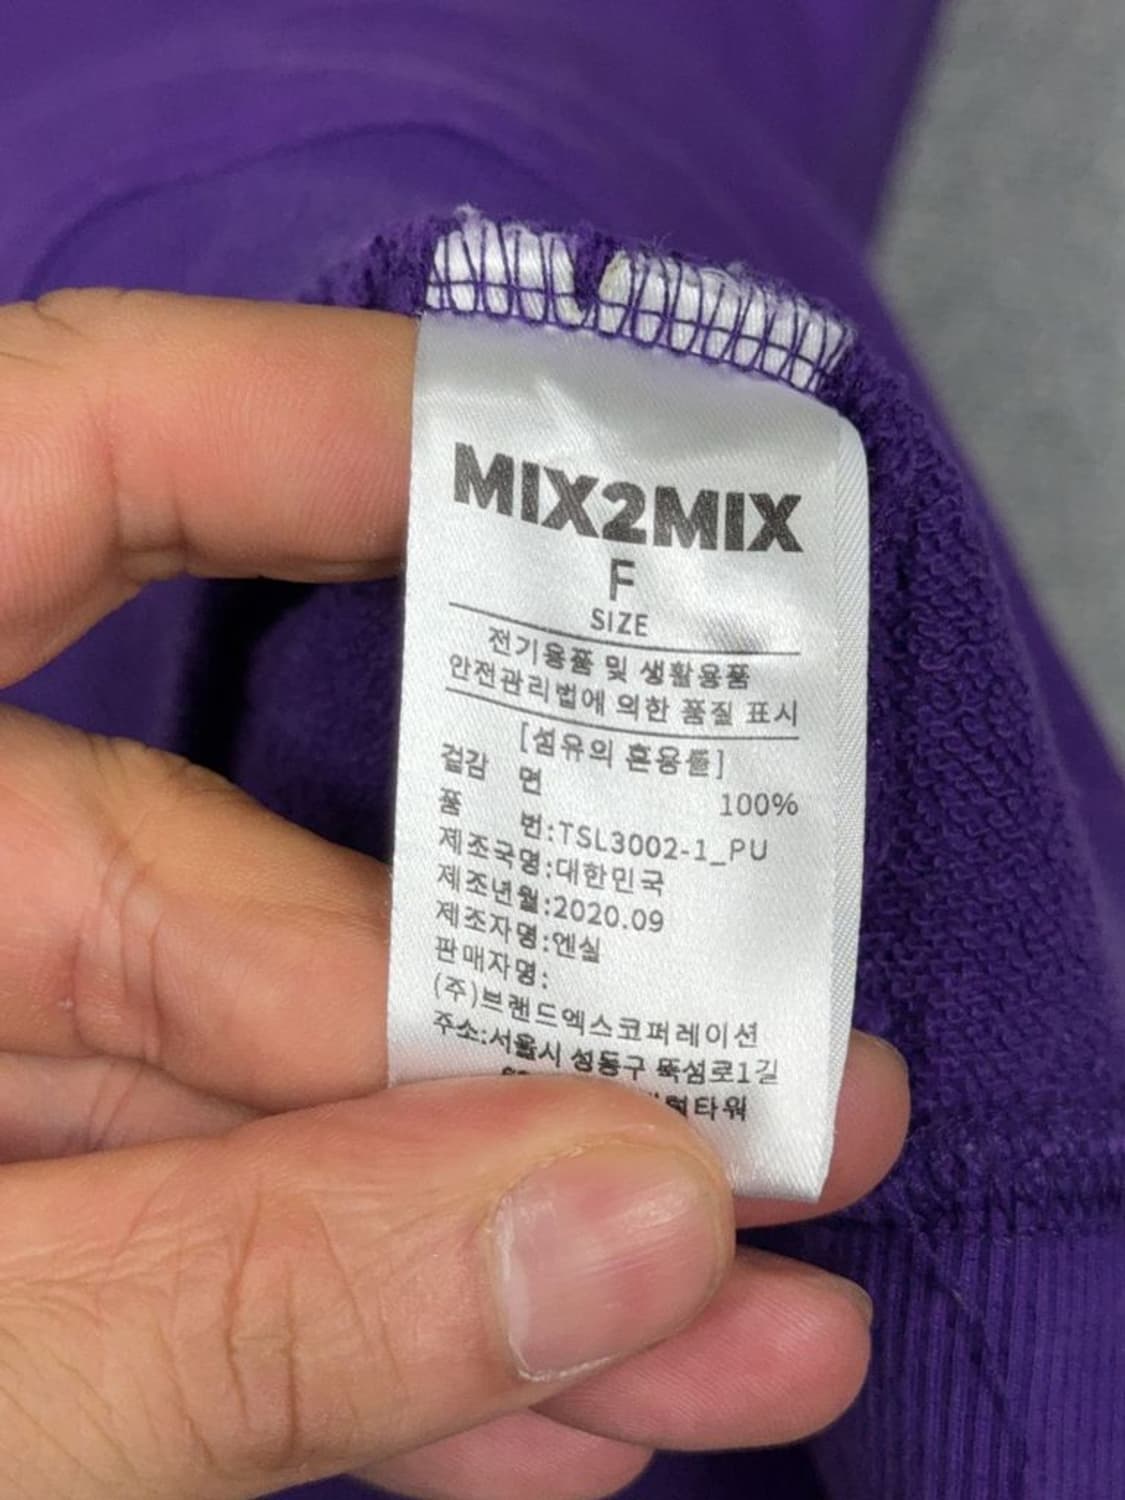 MIX2MIX
F
SIZE
전기용품 및 생활용품
안전관리법에 의한 품질 표시
[섬유의 혼용률]
겉감 면 100%
품 번:TSL3002-1_PU
제조국명:대한민국
제조년월:2020.09
제조자명:엔실
판매자명:
(주)브랜드엑스코퍼레이션
주소:서울시 성동구 뚝섬로1길